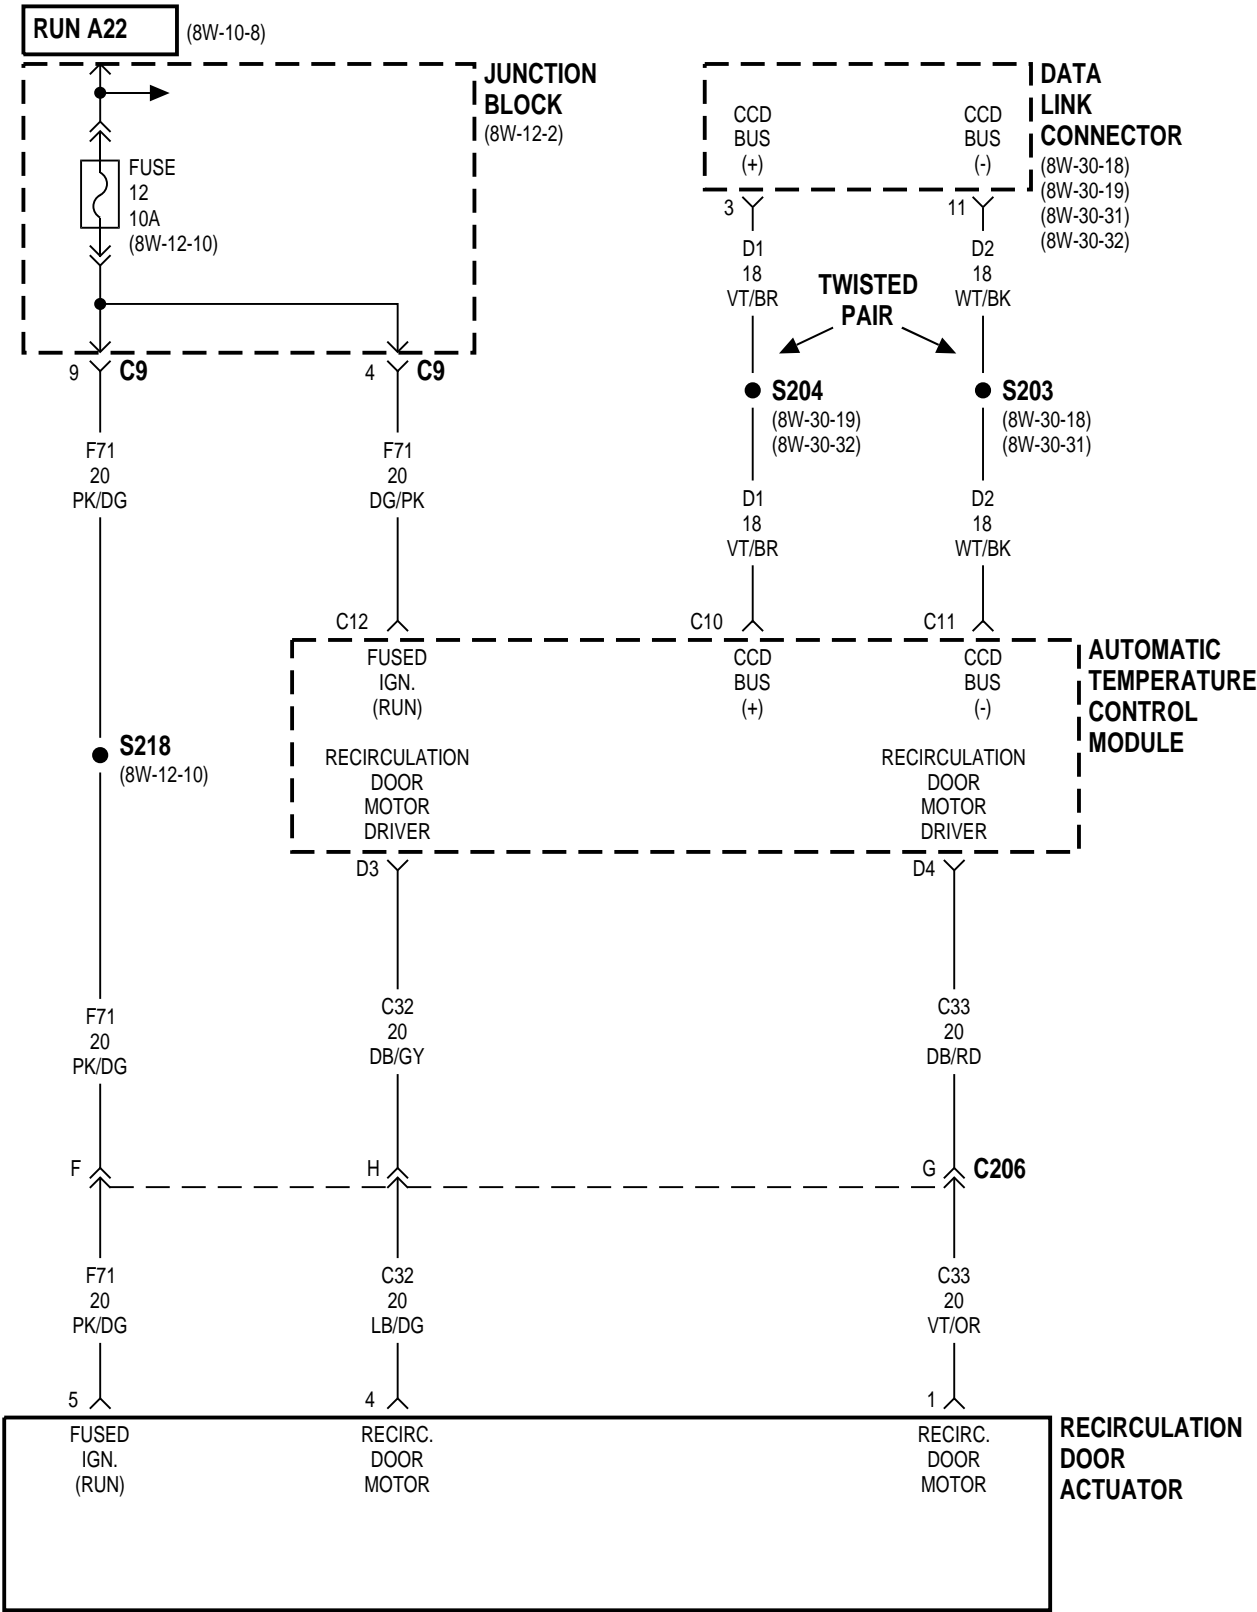 RUN A22
(8W-10-8)
JUNCTION
BLOCK
(8W-12-2)
FUSE
12
10A
(8W-12-10)
9
C9
4
C9
DATA
LINK
CONNECTOR
(8W-30-18)
(8W-30-19)
(8W-30-31)
(8W-30-32)
CCD
BUS
(+)
CCD
BUS
(-)
3
11
D1
18
VT/BR
D2
18
WT/BK
TWISTED
PAIR
S204
(8W-30-19)
(8W-30-32)
S203
(8W-30-18)
(8W-30-31)
F71
20
PK/DG
F71
20
DG/PK
D1
18
VT/BR
D2
18
WT/BK
C12
C10
C11
FUSED
IGN.
(RUN)
CCD
BUS
(+)
CCD
BUS
(-)
AUTOMATIC
TEMPERATURE
CONTROL
MODULE
S218
(8W-12-10)
RECIRCULATION
DOOR
MOTOR
DRIVER
RECIRCULATION
DOOR
MOTOR
DRIVER
D3
D4
F71
20
PK/DG
C32
20
DB/GY
C33
20
DB/RD
F
H
G
C206
F71
20
PK/DG
C32
20
LB/DG
C33
20
VT/OR
5
4
1
FUSED
IGN.
(RUN)
RECIRC.
DOOR
MOTOR
RECIRC.
DOOR
MOTOR
RECIRCULATION
DOOR
ACTUATOR